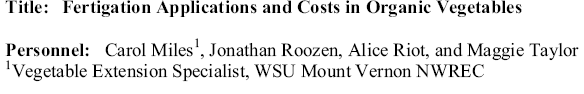 Title: Fertigation Applications and Costs in Organic Vegetables
Personnel: Carol Miles1, Jonathan Roozen, Alice Riot, and Maggie Taylor
1Vegetable Extension Specialist, WSU Mount Vernon NWREC